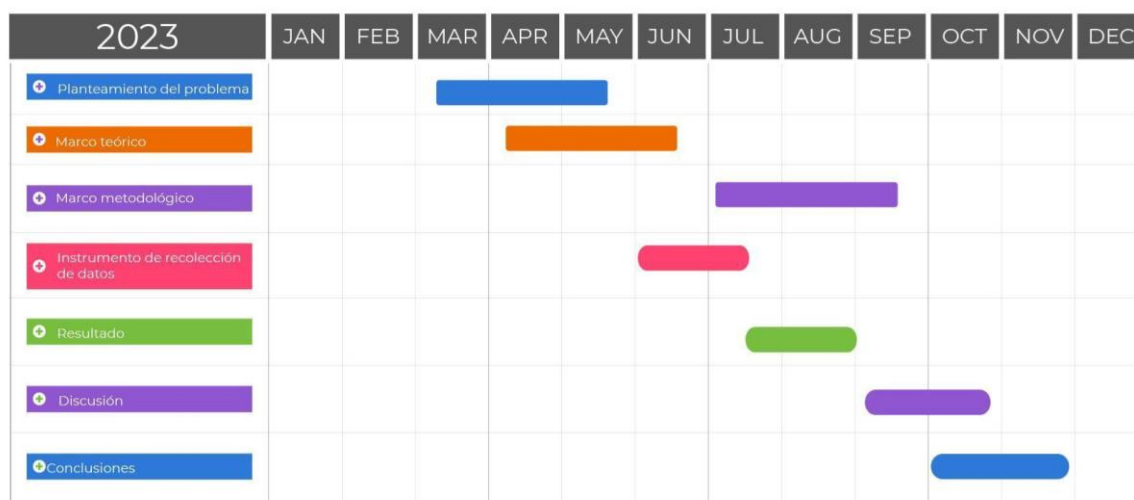 2023 JAN FEB MAR APR MAY JUN JUL AUG SEP OCT NOV DEC
Planteamiento del problema
Marco teórico
Marco metodológico
Instrumento de recolección
de datos
Resultado
Discusión
Conclusiones